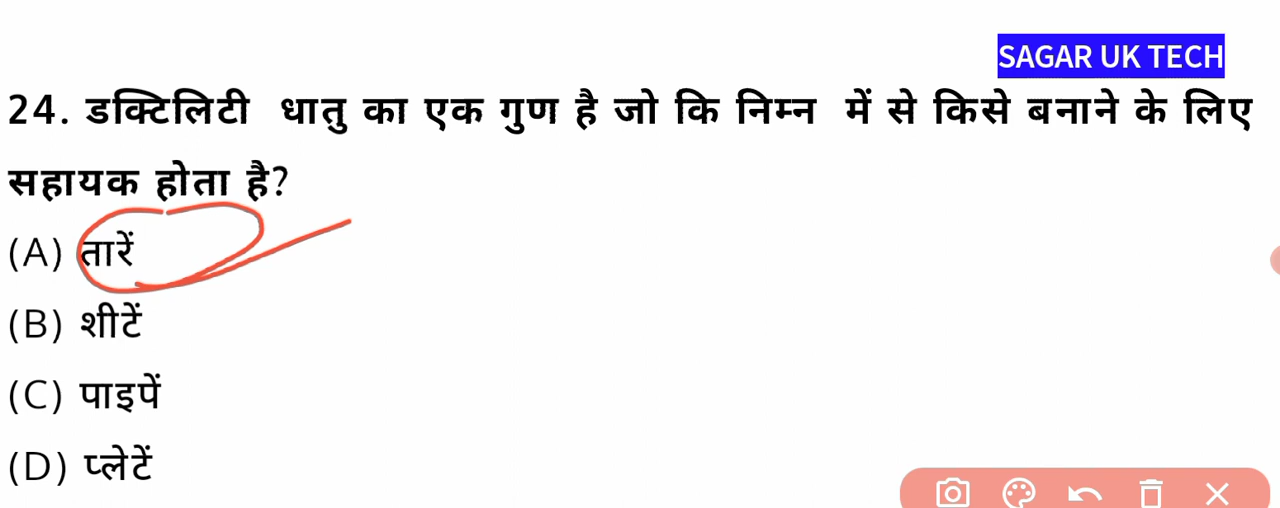 SAGAR UK TECH
24. डक्टिलिटी धातु का एक गुण है जो कि निम्न में से किसे बनाने के लिए
सहायक होता है?
(A) तारें
(B) शीटें
(C) पाइपें
(D) प्लेटें